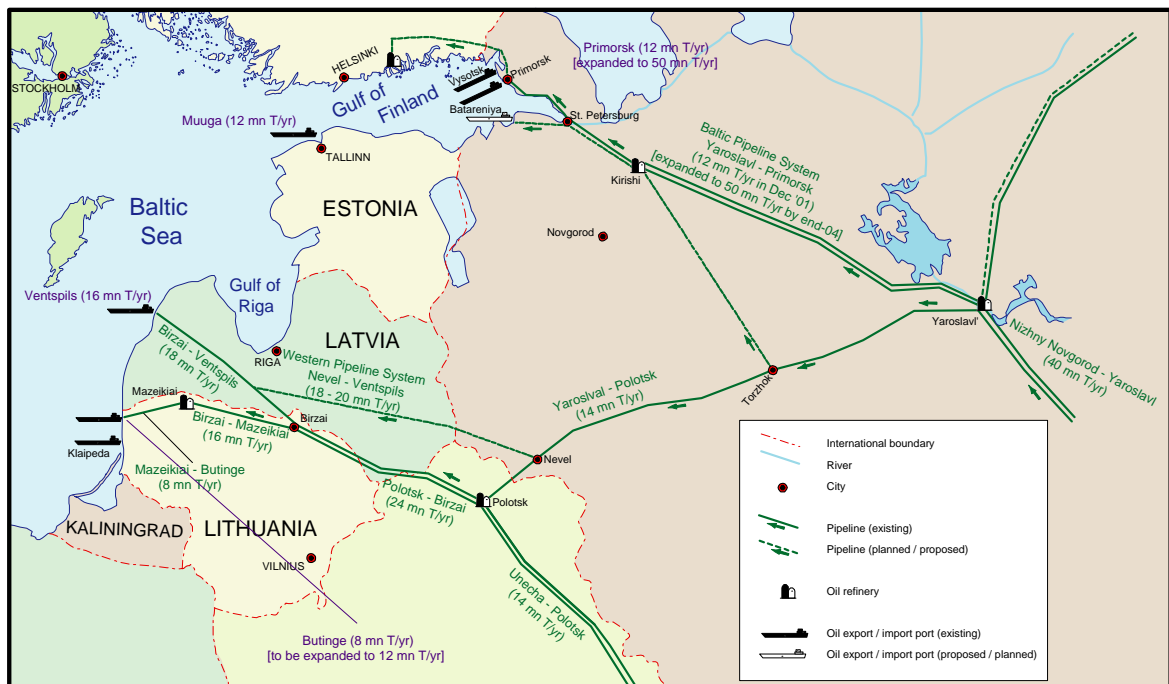 STOCKHOLM
HELSINKI
Gulf of
Finland
Vysotsk
Primorsk
Batareniya
St. Petersburg
Primorsk (12 mn T/yr)
[expanded to 50 mn T/yr]
Muuga (12 mn T/yr)
TALLINN
ESTONIA
Kirishi
Baltic Pipeline System
Yaroslavl - Primorsk
(12 mn T/yr in Dec '01)
[expanded to 50 mn T/yr by end-04]
Novgorod
Baltic
Sea
Gulf of
Riga
Ventspils (16 mn T/yr)
Yaroslavl'
Nizhny Novgorod - Yaroslavl
(40 mn T/yr)
LATVIA
RIGA
Birzai - Ventspils
(18 mn T/yr)
Western Pipeline System
Nevel - Ventspils
(18 - 20 mn T/yr)
Torzhok
Yaroslval - Polotsk
(14 mn T/yr)
Mazeikiai
Birzai
Birzai - Mazeikiai
(16 mn T/yr)
Klaipeda
Mazeikiai - Butinge
(8 mn T/yr)
Nevel
Polotsk - Birzai
(24 mn T/yr)
Polotsk
KALININGRAD
LITHUANIA
VILNIUS
Unecha - Polotsk
(14 mn T/yr)
Butinge (8 mn T/yr)
[to be expanded to 12 mn T/yr]
International boundary
River
City
Pipeline (existing)
Pipeline (planned / proposed)
Oil refinery
Oil export / import port (existing)
Oil export / import port (proposed / planned)